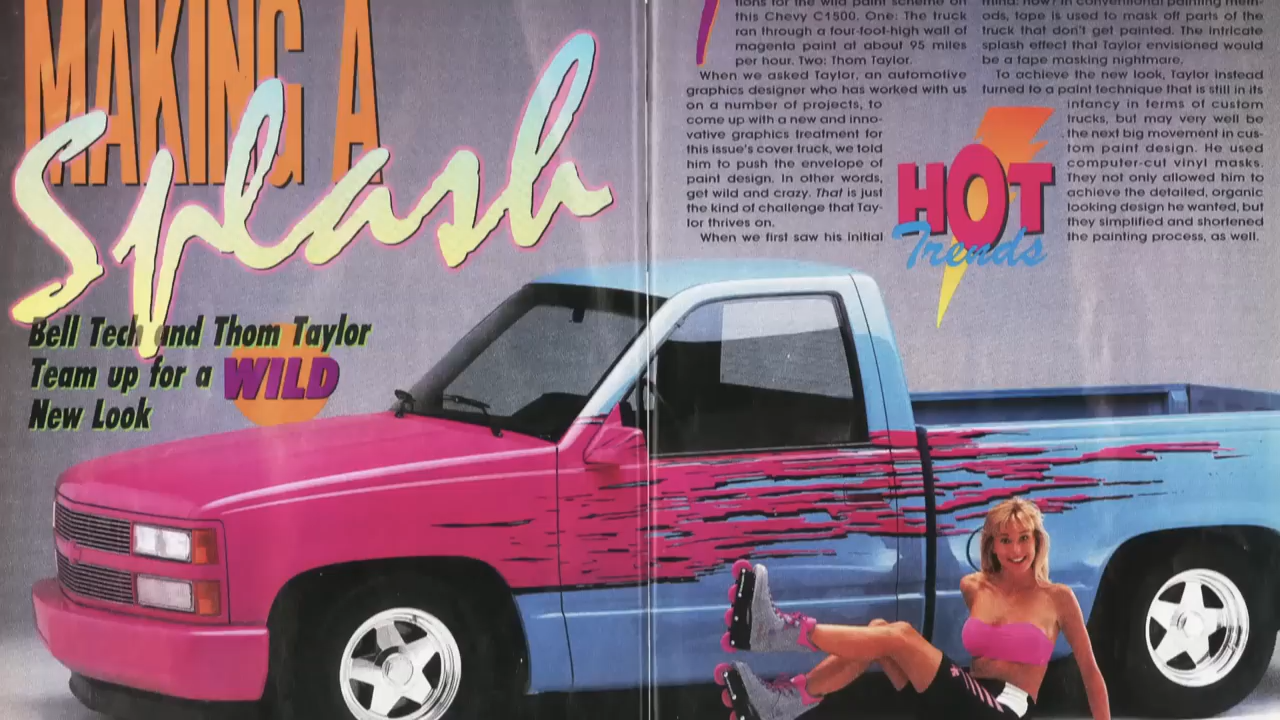 MAKING A
Splash
Bell Tech and Thom Taylor
Team up for a WILD
New Look
tions for the wild paint scheme on
this Chevy C1500. One: The truck
ran through a four-foot-high wall of
magenta paint at about 95 miles
per hour. Two: Thom Taylor.
When we asked Taylor, an automotive
graphics designer who has worked with us
on a number of projects, to
come up with a new and inno-
vative graphics treatment for
this issue's cover truck, we told
him to push the envelope of
paint design. In other words,
get wild and crazy. That is just
the kind of challenge that Tay-
lor thrives on.
When we first saw his initial
mind: how? In conventional painting meth-
ods, tape is used to mask off parts of the
truck that don't get painted. The intricate
splash effect that Taylor envisioned would
be a tape masking nightmare.
To achieve the new look, Taylor instead
turned to a paint technique that is still in its
infancy in terms of custom
trucks, but may very well be
the next big movement in cus-
tom paint design. He used
computer-cut vinyl masks.
They not only allowed him to
achieve the detailed, organic
looking design he wanted, but
they simplified and shortened
the painting process, as well.
HOT
Trends